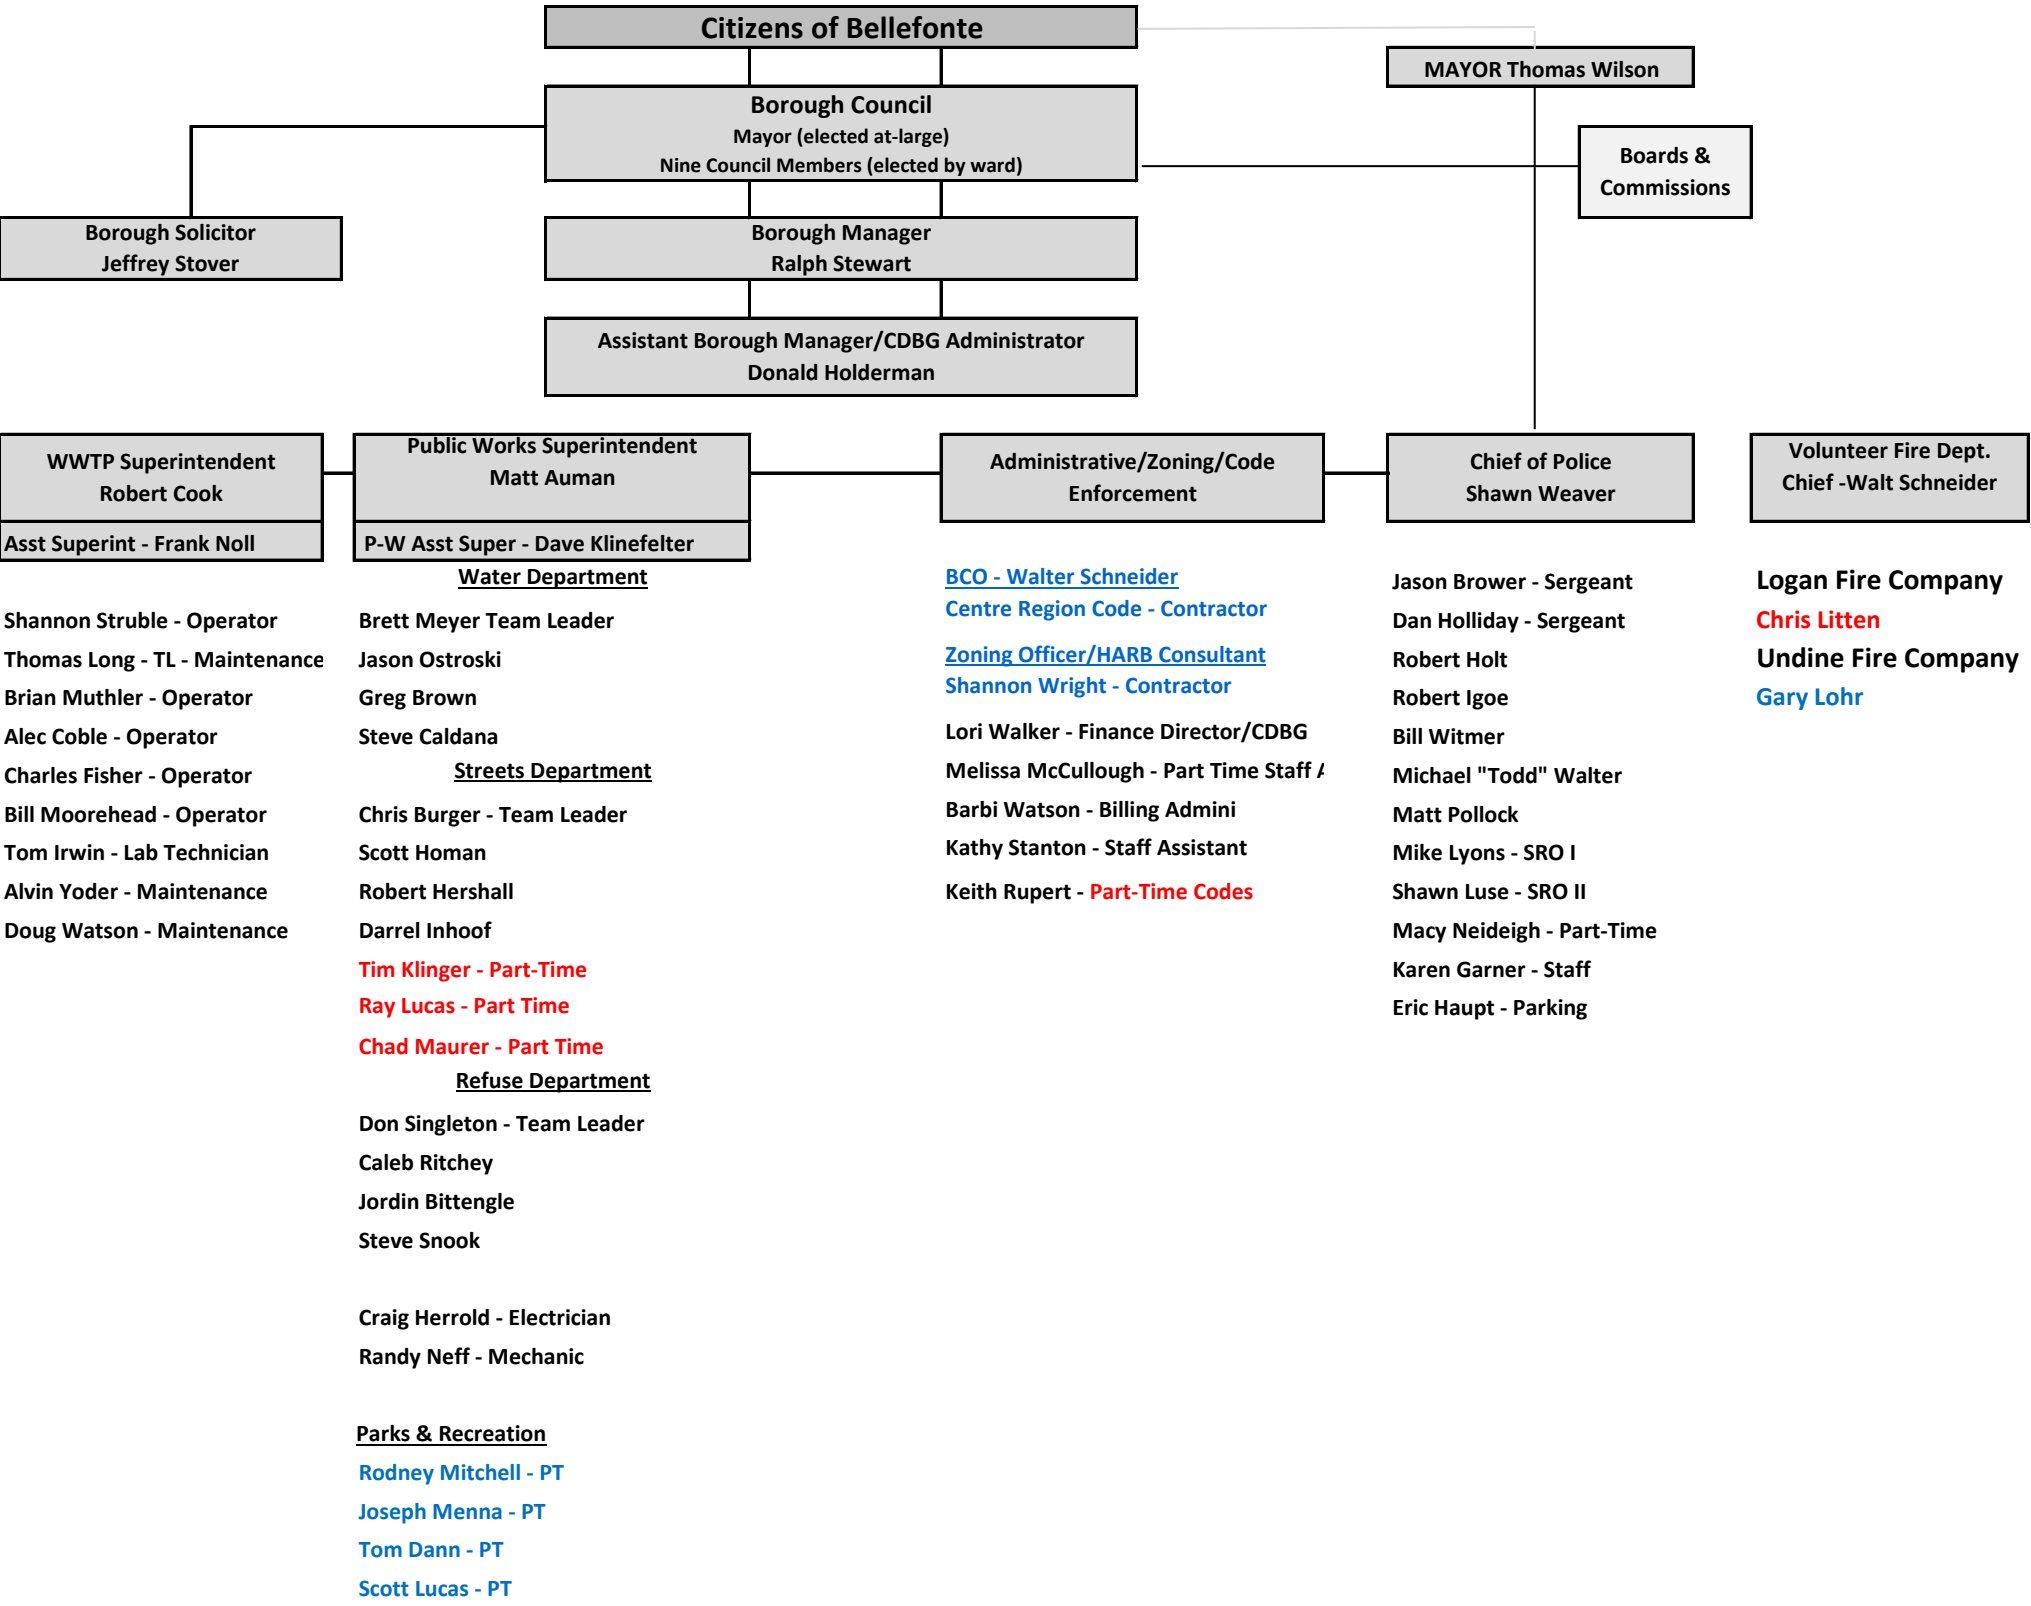 Citizens of Bellefonte
MAYOR Thomas Wilson
Borough Council
Mayor (elected at-large)
Nine Council Members (elected by ward)
Boards &
Commissions
Borough Solicitor
Jeffrey Stover
Borough Manager
Ralph Stewart
Assistant Borough Manager/CDBG Administrator
Donald Holderman
WWTP Superintendent
Robert Cook
Asst Superint - Frank Noll
Shannon Struble - Operator
Thomas Long - TL - Maintenance
Brian Muthler - Operator
Alec Coble - Operator
Charles Fisher - Operator
Bill Moorehead - Operator
Tom Irwin - Lab Technician
Alvin Yoder - Maintenance
Doug Watson - Maintenance
Public Works Superintendent
Matt Auman
P-W Asst Super - Dave Klinefelter
Water Department
Brett Meyer Team Leader
Jason Ostroski
Greg Brown
Steve Caldana
Streets Department
Chris Burger - Team Leader
Scott Homan
Robert Hershall
Darrel Inhoof
Tim Klinger - Part-Time
Ray Lucas - Part Time
Chad Maurer - Part Time
Refuse Department
Don Singleton - Team Leader
Caleb Ritchey
Jordin Bittengle
Steve Snook
Craig Herrold - Electrician
Randy Neff - Mechanic
Parks & Recreation
Rodney Mitchell - PT
Joseph Menna - PT
Tom Dann - PT
Scott Lucas - PT
Administrative/Zoning/Code
Enforcement
BCO - Walter Schneider
Centre Region Code - Contractor
Zoning Officer/HARB Consultant
Shannon Wright - Contractor
Lori Walker - Finance Director/CDBG
Melissa McCullough - Part Time Staff
Barbi Watson - Billing Admini
Kathy Stanton - Staff Assistant
Keith Rupert - Part-Time Codes
Chief of Police
Shawn Weaver
Jason Brower - Sergeant
Dan Holliday - Sergeant
Robert Holt
Robert Igoe
Bill Witmer
Michael "Todd" Walter
Matt Pollock
Mike Lyons - SRO I
Shawn Luse - SRO II
Macy Neideigh - Part-Time
Karen Garner - Staff
Eric Haupt - Parking
Volunteer Fire Dept.
Chief -Walt Schneider
Logan Fire Company
Chris Litten
Undine Fire Company
Gary Lohr